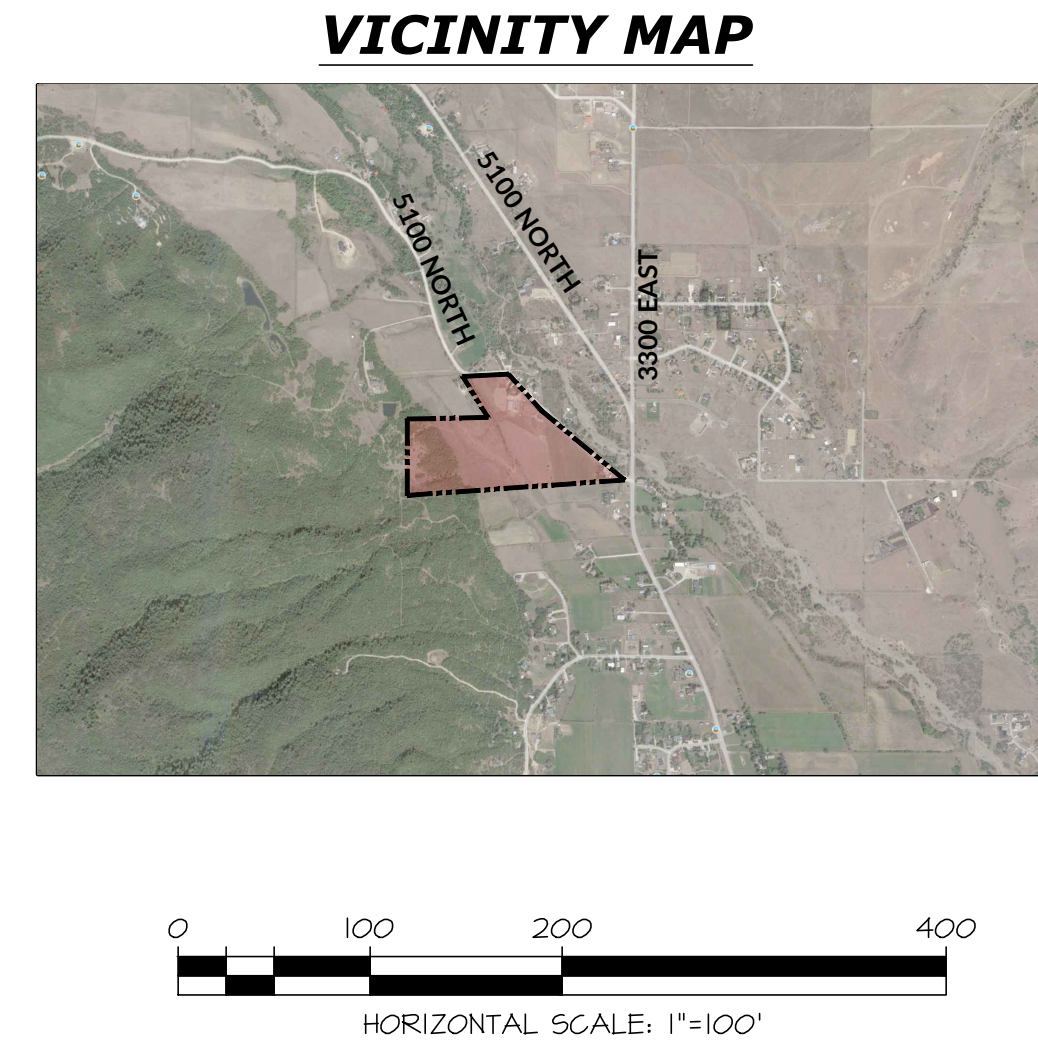 VICINITY MAP
5100 NORTH
5100 NORTH
3300 EAST
0 100 200 400
HORIZONTAL SCALE: 1"=100'